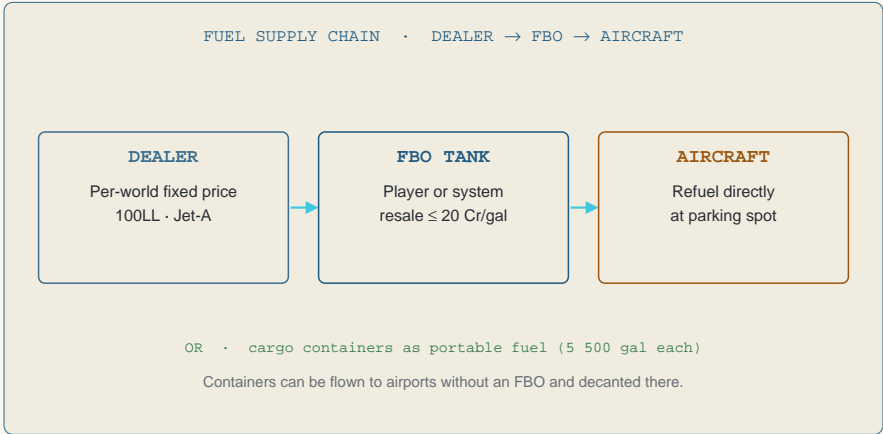 FUEL SUPPLY CHAIN · DEALER → FBO → AIRCRAFT
DEALER
Per-world fixed price
100LL · Jet-A
FBO TANK
Player or system
resale ≤ 20 Cr/gal
AIRCRAFT
Refuel directly
at parking spot
OR · cargo containers as portable fuel (5 500 gal each)
Containers can be flown to airports without an FBO and decanted there.